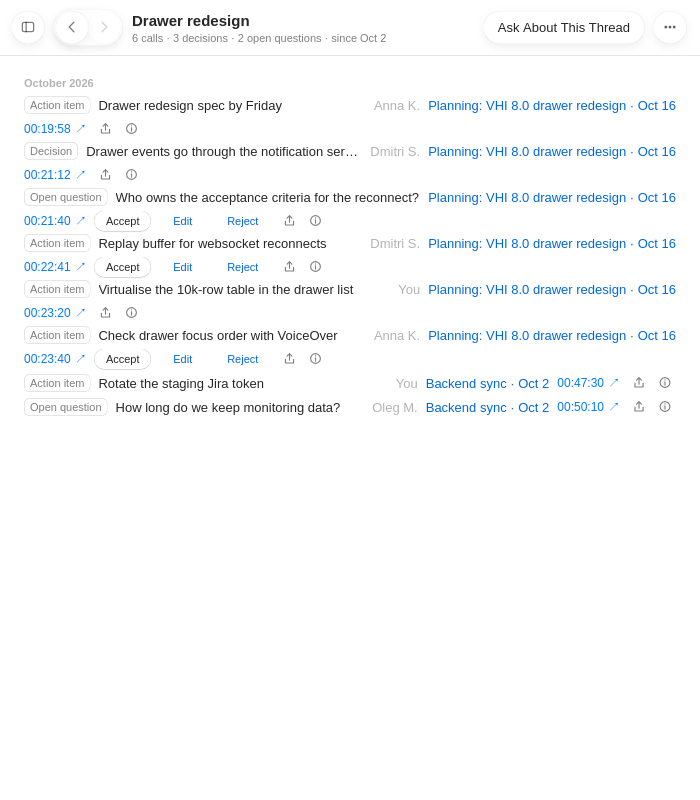 Drawer redesign
6 calls · 3 decisions · 2 open questions · since Oct 2
Ask About This Thread
October 2026
Action item Drawer redesign spec by Friday Anna K. Planning: VHI 8.0 drawer redesign · Oct 16
00:19:58
Decision Drawer events go through the notification ser… Dmitri S. Planning: VHI 8.0 drawer redesign · Oct 16
00:21:12
Open question Who owns the acceptance criteria for the reconnect? Planning: VHI 8.0 drawer redesign · Oct 16
00:21:40 Accept Edit Reject
Action item Replay buffer for websocket reconnects Dmitri S. Planning: VHI 8.0 drawer redesign · Oct 16
00:22:41 Accept Edit Reject
Action item Virtualise the 10k-row table in the drawer list You Planning: VHI 8.0 drawer redesign · Oct 16
00:23:20
Action item Check drawer focus order with VoiceOver Anna K. Planning: VHI 8.0 drawer redesign · Oct 16
00:23:40 Accept Edit Reject
Action item Rotate the staging Jira token You Backend sync · Oct 2 00:47:30
Open question How long do we keep monitoring data? Oleg M. Backend sync · Oct 2 00:50:10